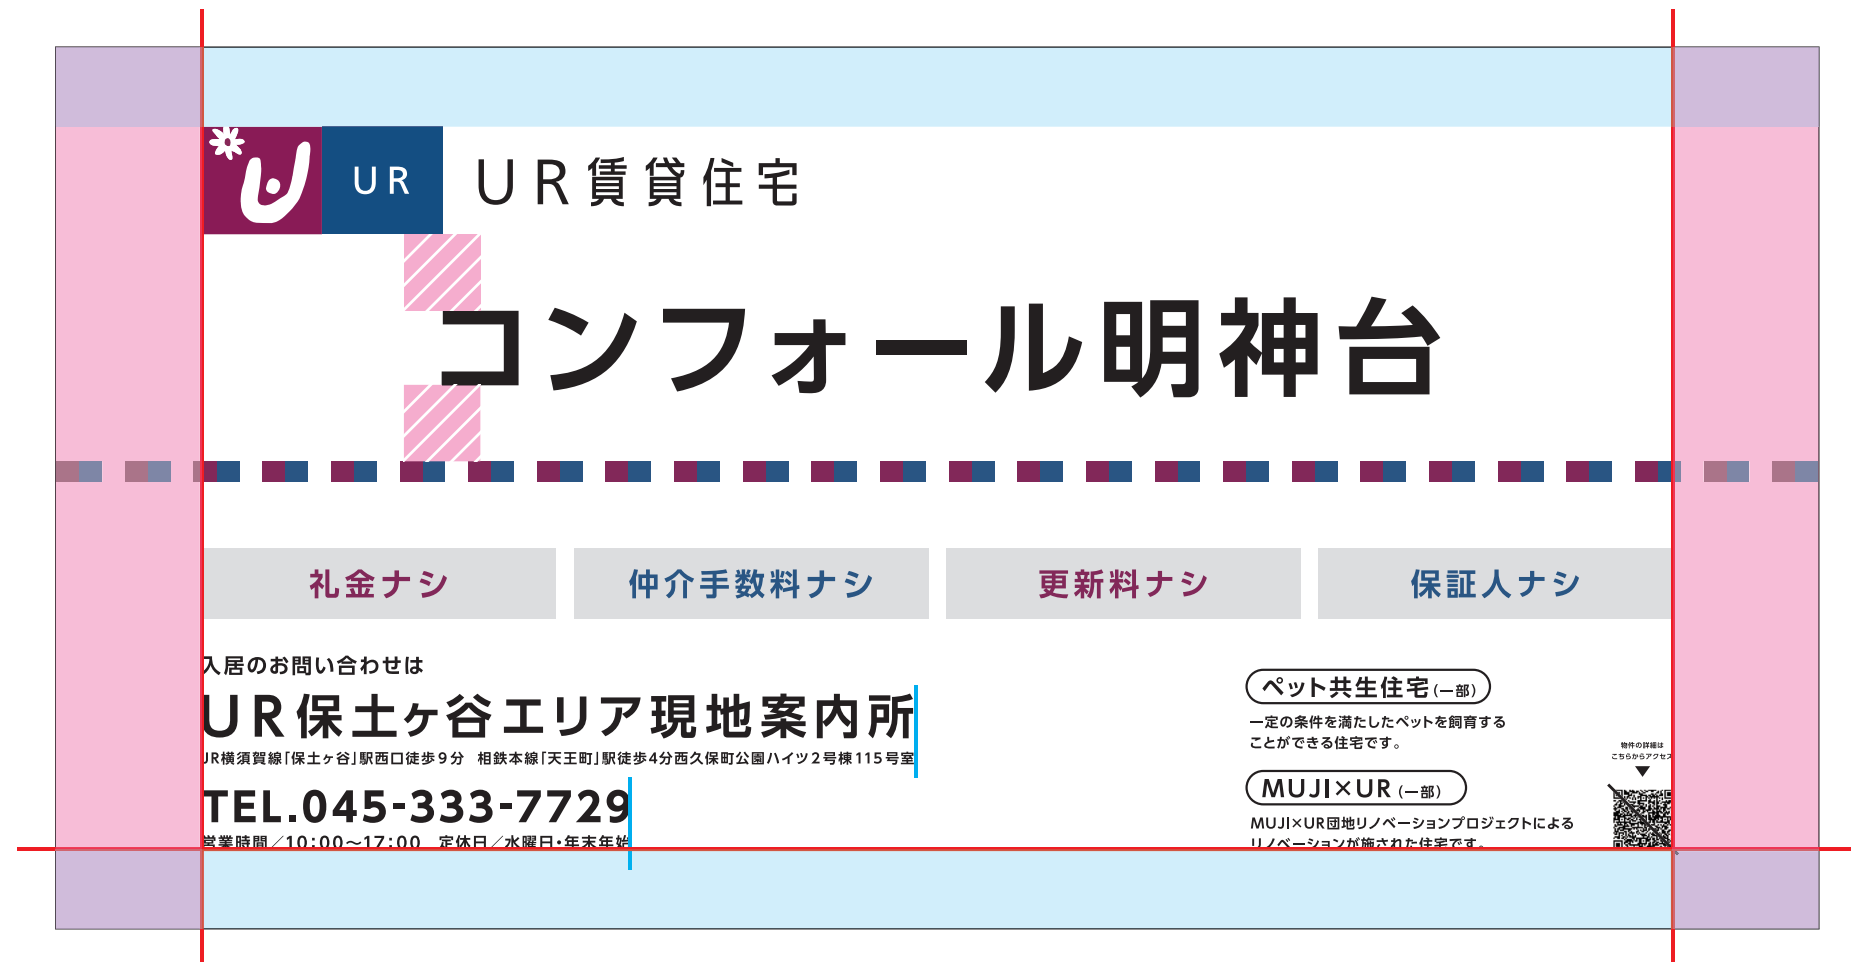 UR
UR賃貸住宅
コンフォール明神台
礼金ナシ
仲介手数料ナシ
更新料ナシ
保証人ナシ
入居のお問い合わせは
UR保土ヶ谷エリア現地案内所
JR横須賀線「保土ヶ谷」駅西口徒歩9分 相鉄本線「天王町」駅徒歩4分西久保町公園ハイツ2号棟115号室
TEL.045-333-7729
営業時間／10:00〜17:00 定休日／水曜日・年末年始
ペット共生住宅(一部)
一定の条件を満たしたペットを飼育する
ことができる住宅です。
MUJI×UR(一部)
MUJI×UR団地リノベーションプロジェクトによる
リノベーションが施された住宅です。
物件の詳細は
こちらからアクセス